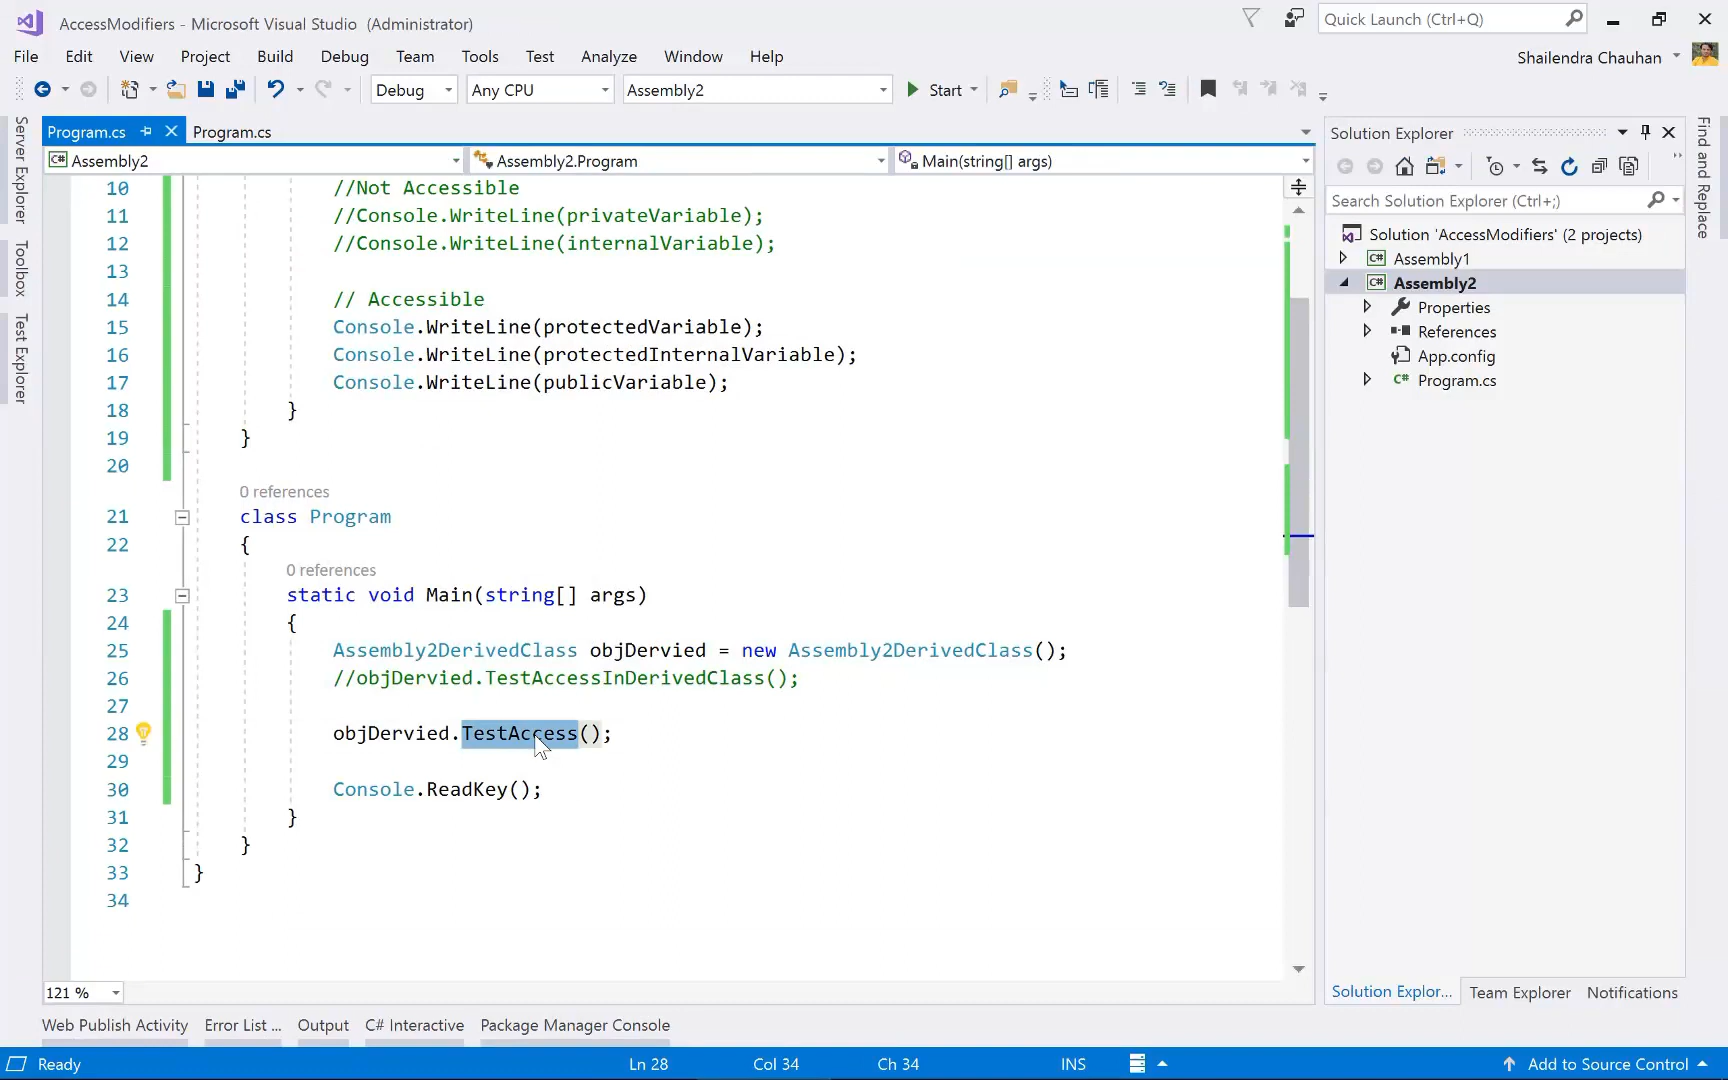 AccessModifiers - Microsoft Visual Studio (Administrator)
Quick Launch (Ctrl+Q)
File Edit View Project Build Debug Team Tools Test Analyze Window Help
Shailendra Chauhan
Debug Any CPU Assembly2 Start
Program.cs Program.cs
Assembly2 Assembly2.Program Main(string[] args)
10 //Not Accessible
11 //Console.WriteLine(privateVariable);
12 //Console.WriteLine(internalVariable);
13
14 // Accessible
15 Console.WriteLine(protectedVariable);
16 Console.WriteLine(protectedInternalVariable);
17 Console.WriteLine(publicVariable);
18 }
19 }
20
0 references
21 class Program
22 {
0 references
23 static void Main(string[] args)
24 {
25 Assembly2DerivedClass objDervied = new Assembly2DerivedClass();
26 //objDervied.TestAccessInDerivedClass();
27
28 objDervied.TestAccess();
29
30 Console.ReadKey();
31 }
32 }
33 }
34
121 %
Server Explorer
Toolbox
Test Explorer
Solution Explorer
Search Solution Explorer (Ctrl+;)
Solution 'AccessModifiers' (2 projects)
C# Assembly1
C# Assembly2
Properties
References
App.config
C# Program.cs
Find and Replace
Solution Explor... Team Explorer Notifications
Web Publish Activity Error List ... Output C# Interactive Package Manager Console
Ready Ln 28 Col 34 Ch 34 INS Add to Source Control